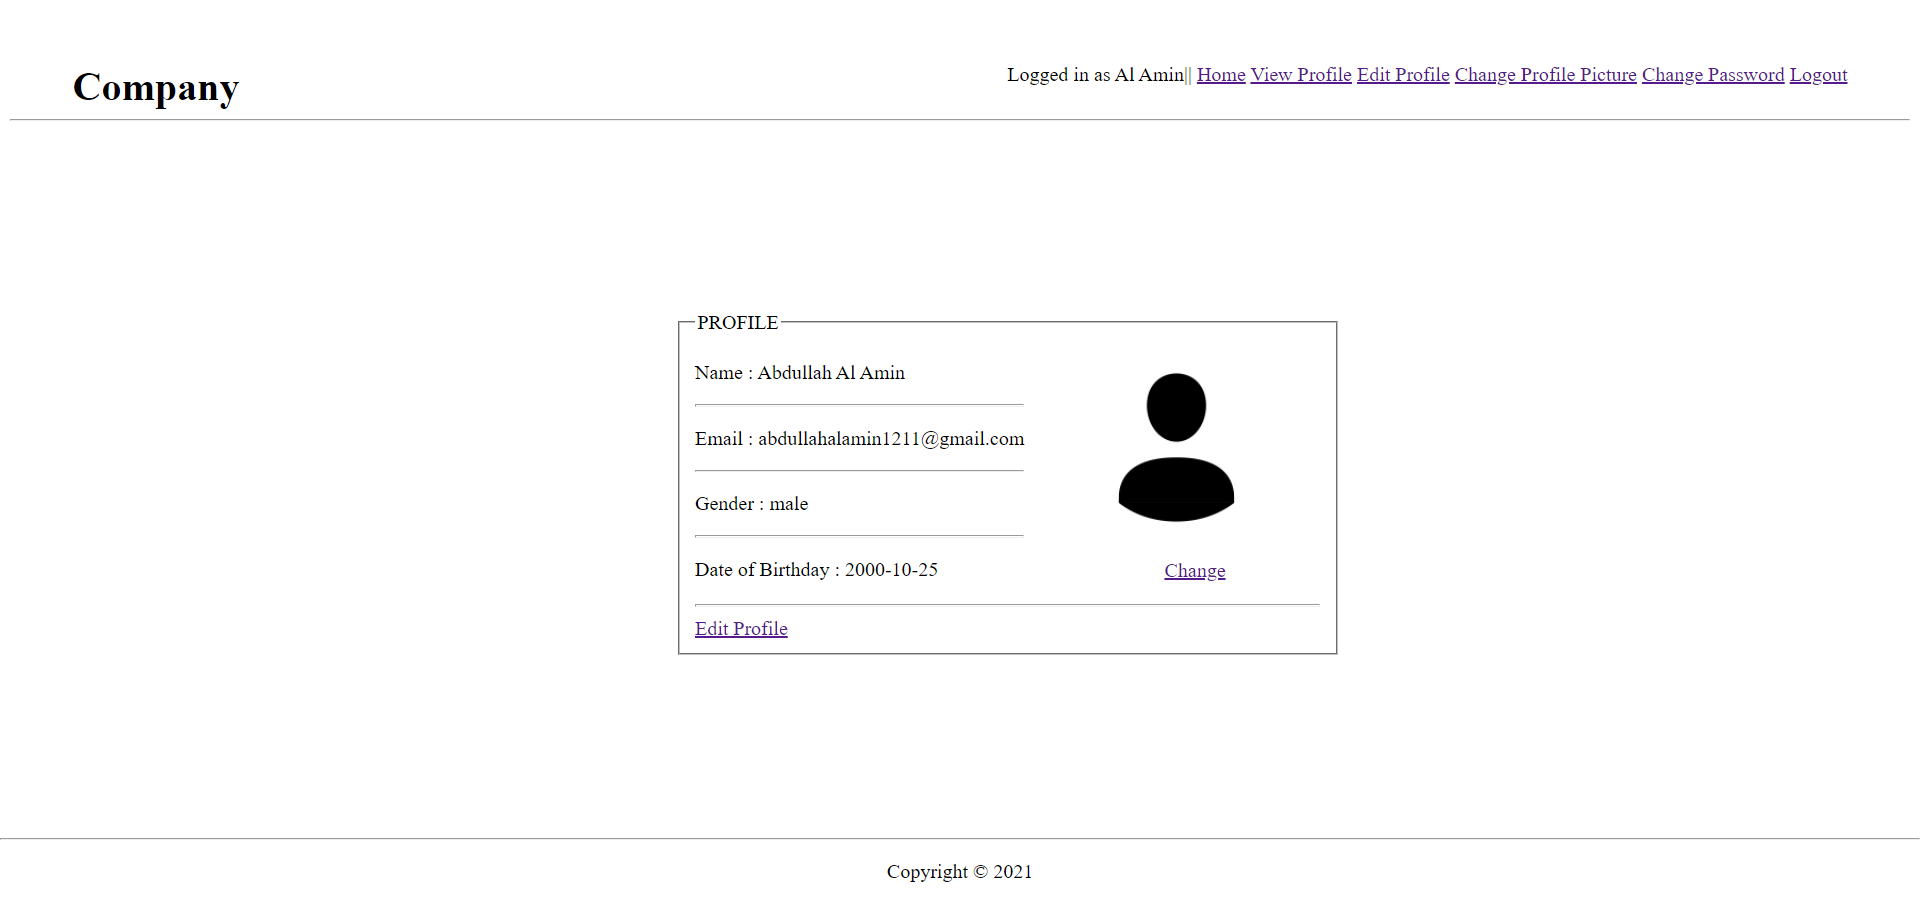 Company
Logged in as Al Amin|| Home View Profile Edit Profile Change Profile Picture Change Password Logout
PROFILE
Name : Abdullah Al Amin
Email : abdullahalamin1211@gmail.com
Gender : male
Date of Birthday : 2000-10-25
Change
Edit Profile
Copyright © 2021